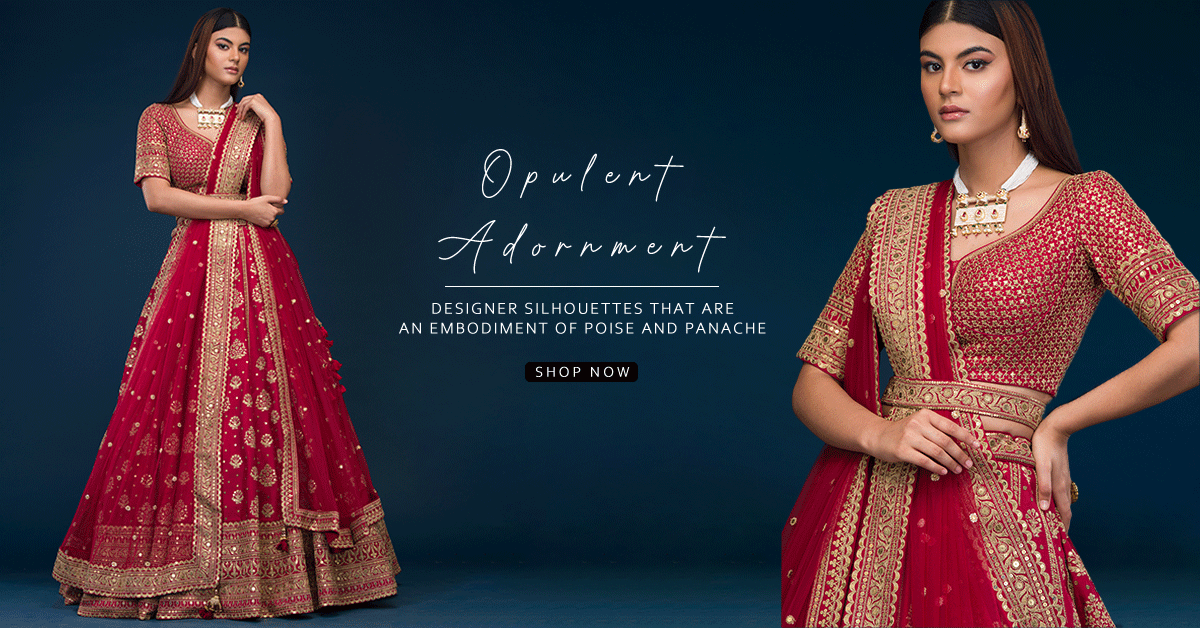 Opulent
Adornment
DESIGNER SILHOUETTES THAT ARE
AN EMBODIMENT OF POISE AND PANACHE
SHOP NOW